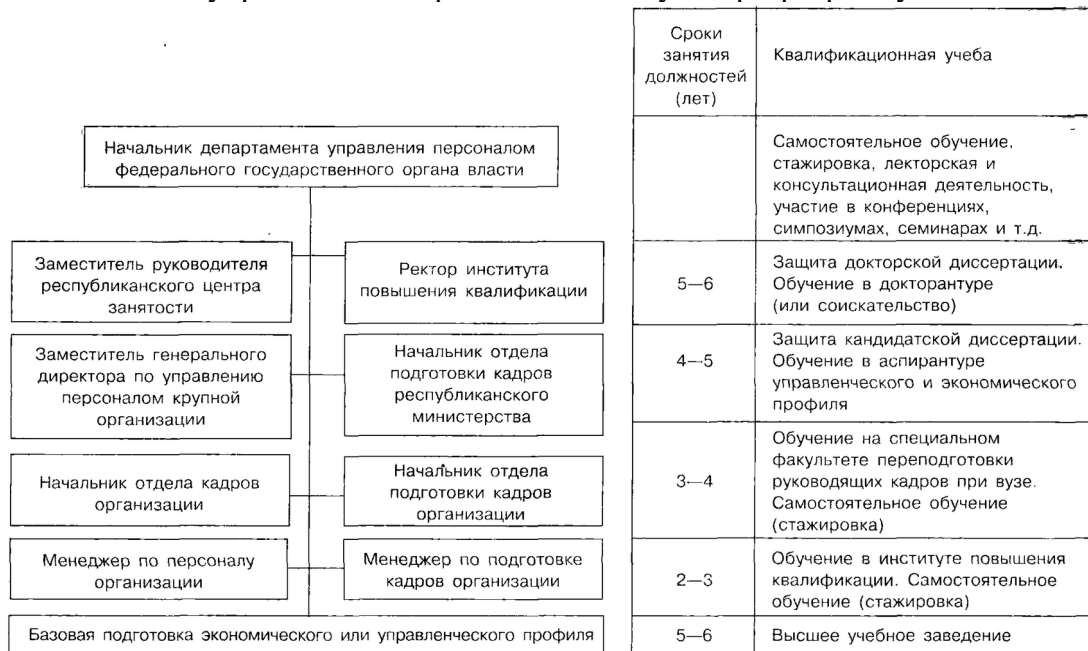 Сроки
занятия
должностей
(лет)
Квалификационная учеба
Начальник департамента управления персоналом
федерального государственного органа власти
Самостоятельное обучение,
стажировка, лекторская и
консультационная деятельность,
участие в конференциях,
симпозиумах, семинарах и т.д.
Заместитель руководителя
республиканского центра
занятости
Ректор института
повышения квалификации
5—6
Защита докторской диссертации.
Обучение в докторантуре
(или соискательство)
Заместитель генерального
директора по управлению
персоналом крупной
организации
Начальник отдела
подготовки кадров
республиканского
министерства
4—5
Защита кандидатской диссертации.
Обучение в аспирантуре
управленческого и экономического
профиля
Начальник отдела кадров
организации
Начальник отдела
подготовки кадров
организации
3—4
Обучение на специальном
факультете переподготовки
руководящих кадров при вузе.
Самостоятельное обучение
(стажировка)
Менеджер по персоналу
организации
Менеджер по подготовке
кадров организации
2—3
Обучение в институте повышения
квалификации. Самостоятельное
обучение (стажировка)
Базовая подготовка экономического или управленческого профиля
5—6
Высшее учебное заведение